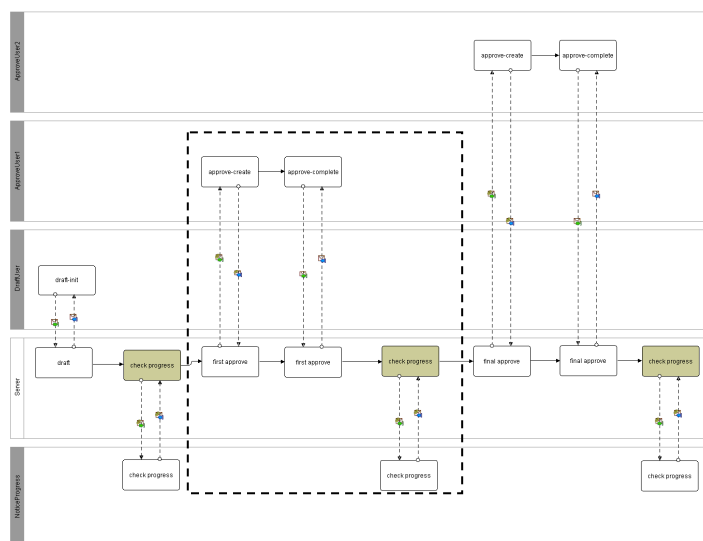 ApproveUser2
approve-create
approve-complete
ApproveUser1
approve-create
approve-complete
DraftUser
draft-init
Server
draft
check progress
first approve
first approve
check progress
final approve
final approve
check progress
NoticeProgress
check progress
check progress
check progress